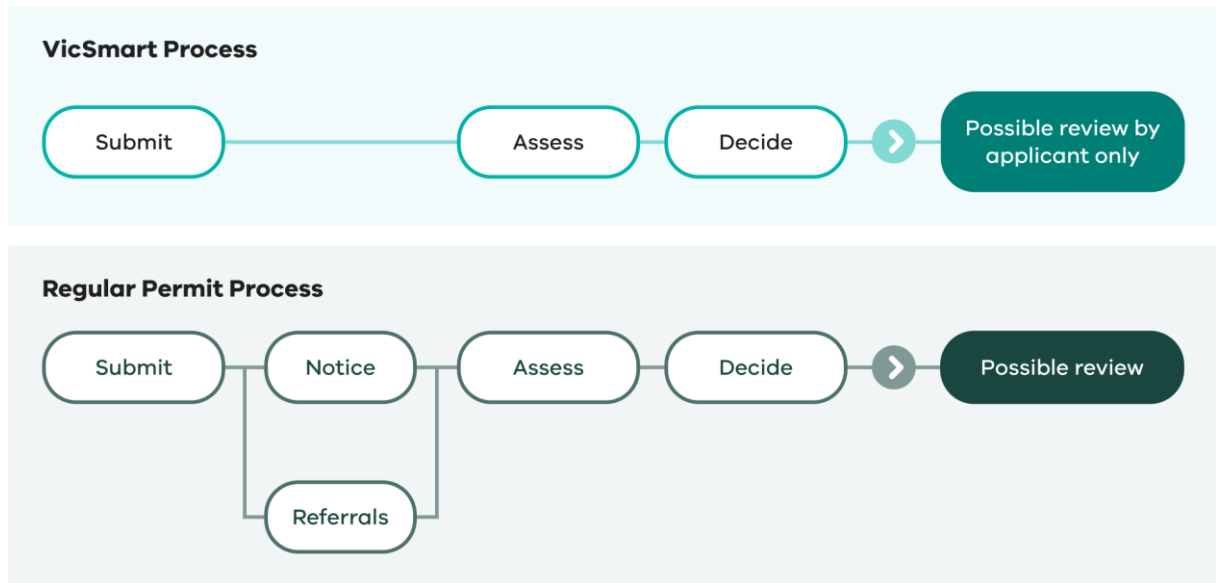 VicSmart Process
Submit
Assess
Decide
Possible review by
applicant only
Regular Permit Process
Submit
Notice
Assess
Decide
Possible review
Referrals